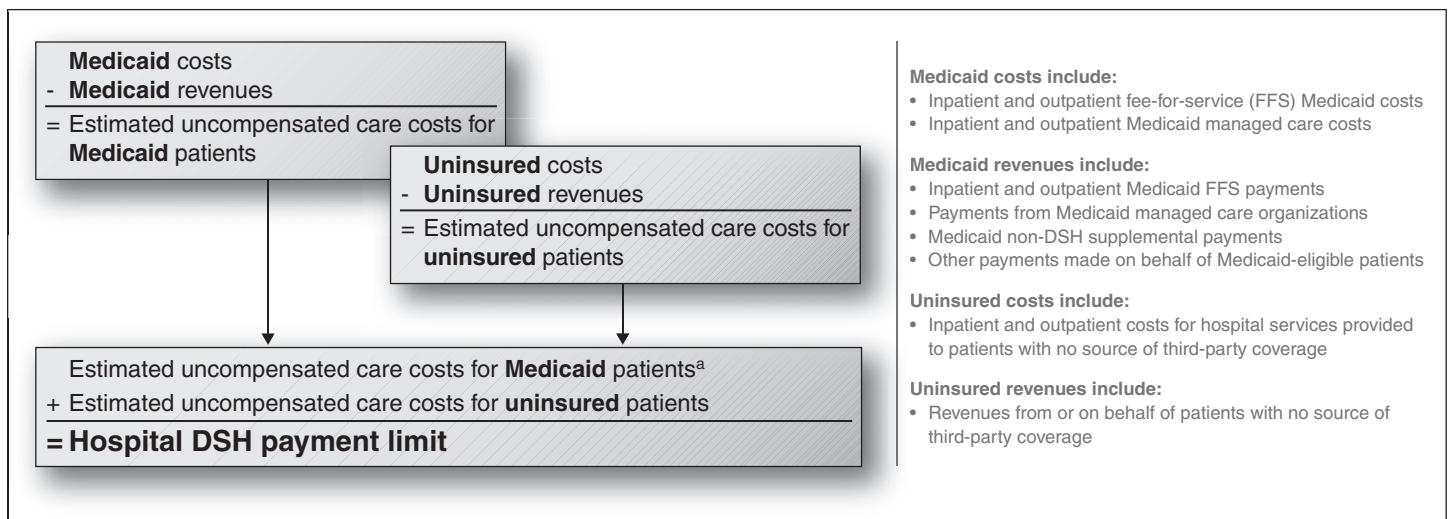 Medicaid costs
- Medicaid revenues
= Estimated uncompensated care costs for
Medicaid patients
Uninsured costs
- Uninsured revenues
= Estimated uncompensated care costs for
uninsured patients
Estimated uncompensated care costs for Medicaid patientsᵃ
+ Estimated uncompensated care costs for uninsured patients
= Hospital DSH payment limit
Medicaid costs include:
• Inpatient and outpatient fee-for-service (FFS) Medicaid costs
• Inpatient and outpatient Medicaid managed care costs
Medicaid revenues include:
• Inpatient and outpatient Medicaid FFS payments
• Payments from Medicaid managed care organizations
• Medicaid non-DSH supplemental payments
• Other payments made on behalf of Medicaid-eligible patients
Uninsured costs include:
• Inpatient and outpatient costs for hospital services provided
to patients with no source of third-party coverage
Uninsured revenues include:
• Revenues from or on behalf of patients with no source of
third-party coverage